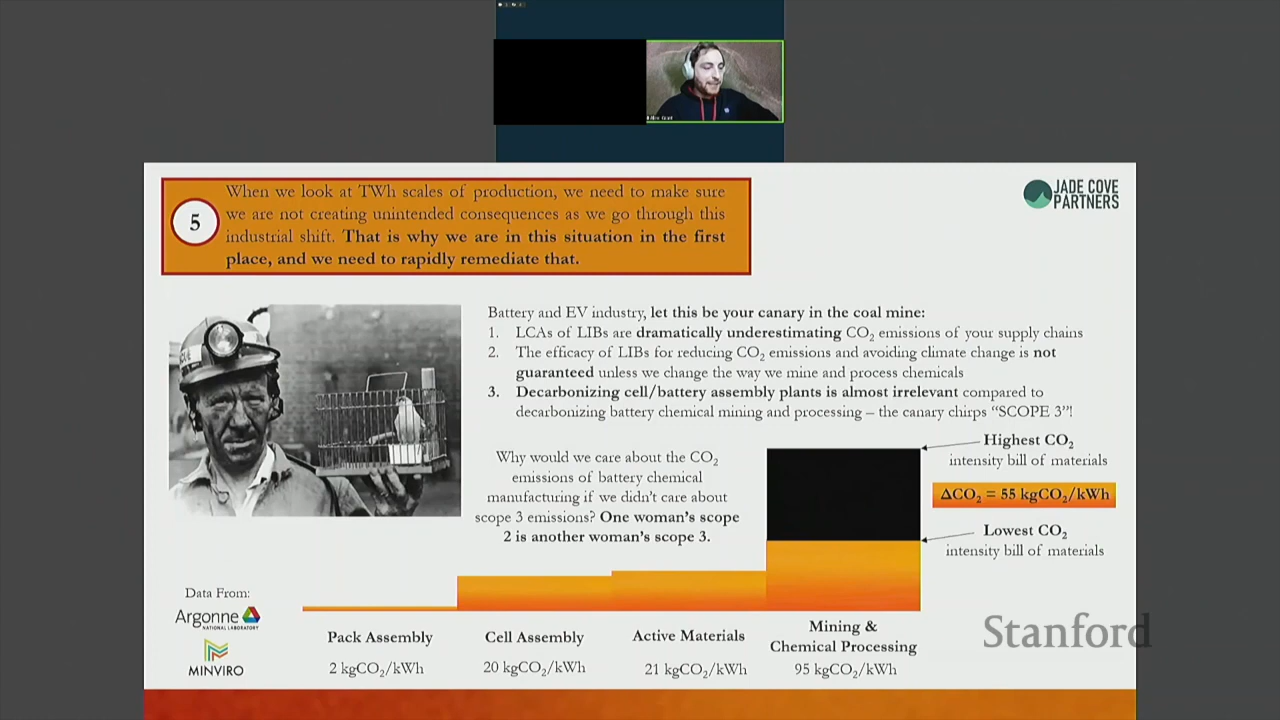 When we look at TWh scales of production, we need to make sure
we are not creating unintended consequences as we go through this
industrial shift. That is why we are in this situation in the first
place, and we need to rapidly remediate that.
5
JADE COVE
PARTNERS
Battery and EV industry, let this be your canary in the coal mine:
1. LCAs of LIBs are dramatically underestimating CO₂ emissions of your supply chains
2. The efficacy of LIBs for reducing CO₂ emissions and avoiding climate change is not
guaranteed unless we change the way we mine and process chemicals
3. Decarbonizing cell/battery assembly plants is almost irrelevant compared to
decarbonizing battery chemical mining and processing – the canary chirps “SCOPE 3”!
Why would we care about the CO₂
emissions of battery chemical
manufacturing if we didn’t care about
scope 3 emissions? One woman’s scope
2 is another woman’s scope 3.
Highest CO₂
intensity bill of materials
ΔCO₂ = 55 kgCO₂/kWh
Lowest CO₂
intensity bill of materials
Data From:
Argonne
NATIONAL LABORATORY
MINVIRO
Pack Assembly
2 kgCO₂/kWh
Cell Assembly
20 kgCO₂/kWh
Active Materials
21 kgCO₂/kWh
Mining &
Chemical Processing
95 kgCO₂/kWh
Stanford